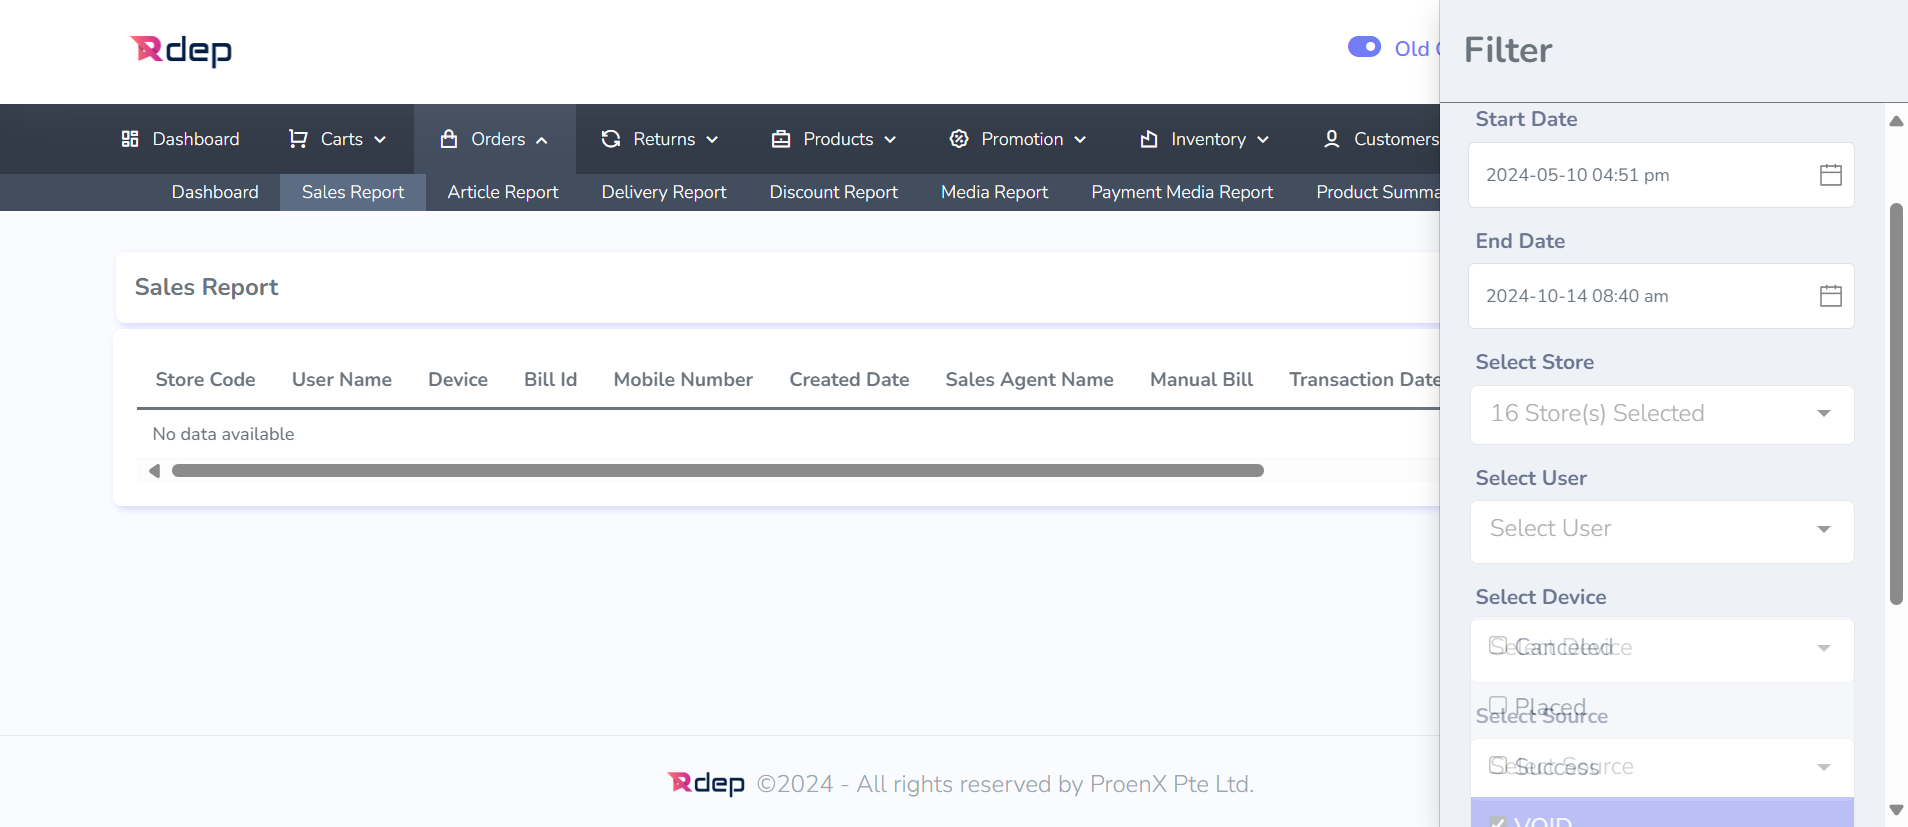 Rdep
Old
Filter
Dashboard Carts Orders Returns Products Promotion Inventory Customers
Dashboard Sales Report Article Report Delivery Report Discount Report Media Report Payment Media Report Product Summa
Start Date
2024-05-10 04:51 pm
End Date
2024-10-14 08:40 am
Select Store
16 Store(s) Selected
Select User
Select User
Select Device
Select Device
Canceled
Placed
Select Source
Select Source
Success
VOID
Sales Report
Store Code User Name Device Bill Id Mobile Number Created Date Sales Agent Name Manual Bill Transaction Date
No data available
Rdep ©2024 - All rights reserved by ProenX Pte Ltd.